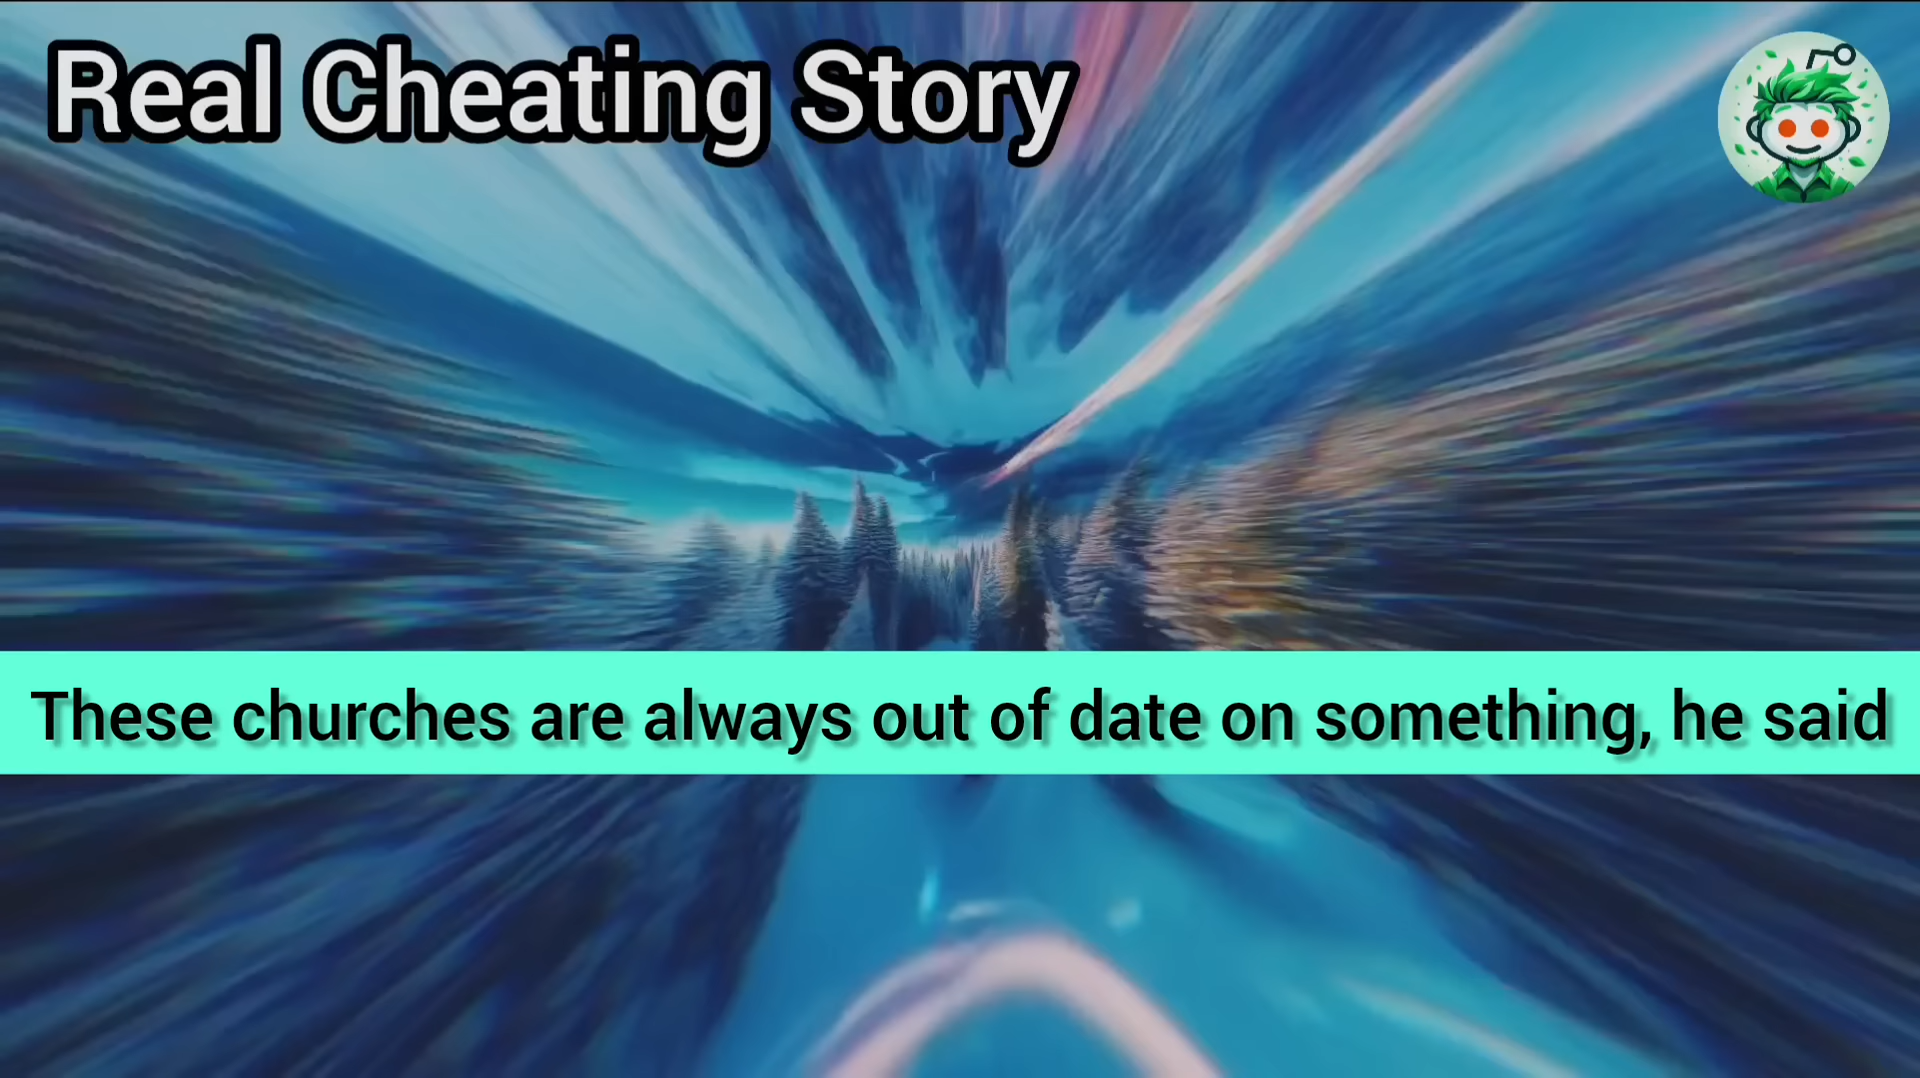 Real Cheating Story
These churches are always out of date on something, he said